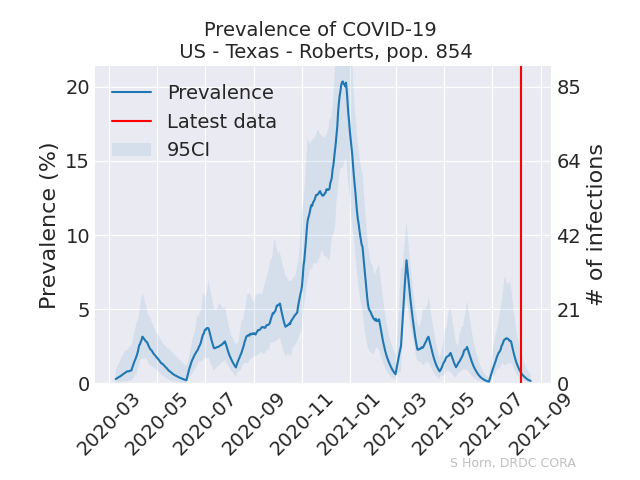 Prevalence of COVID-19
US - Texas - Roberts, pop. 854
Prevalence
Latest data
95CI
Prevalence (%)
20
15
10
5
0
85
64
42
21
0
# of infections
2020-03
2020-05
2020-07
2020-09
2020-11
2021-01
2021-03
2021-05
2021-07
2021-09
S Horn, DRDC CORA